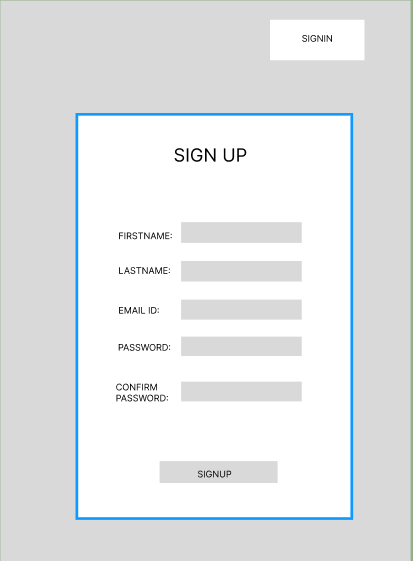 SIGNIN
SIGN UP
FIRSTNAME:
LASTNAME:
EMAIL ID:
PASSWORD:
CONFIRM
PASSWORD:
SIGNUP